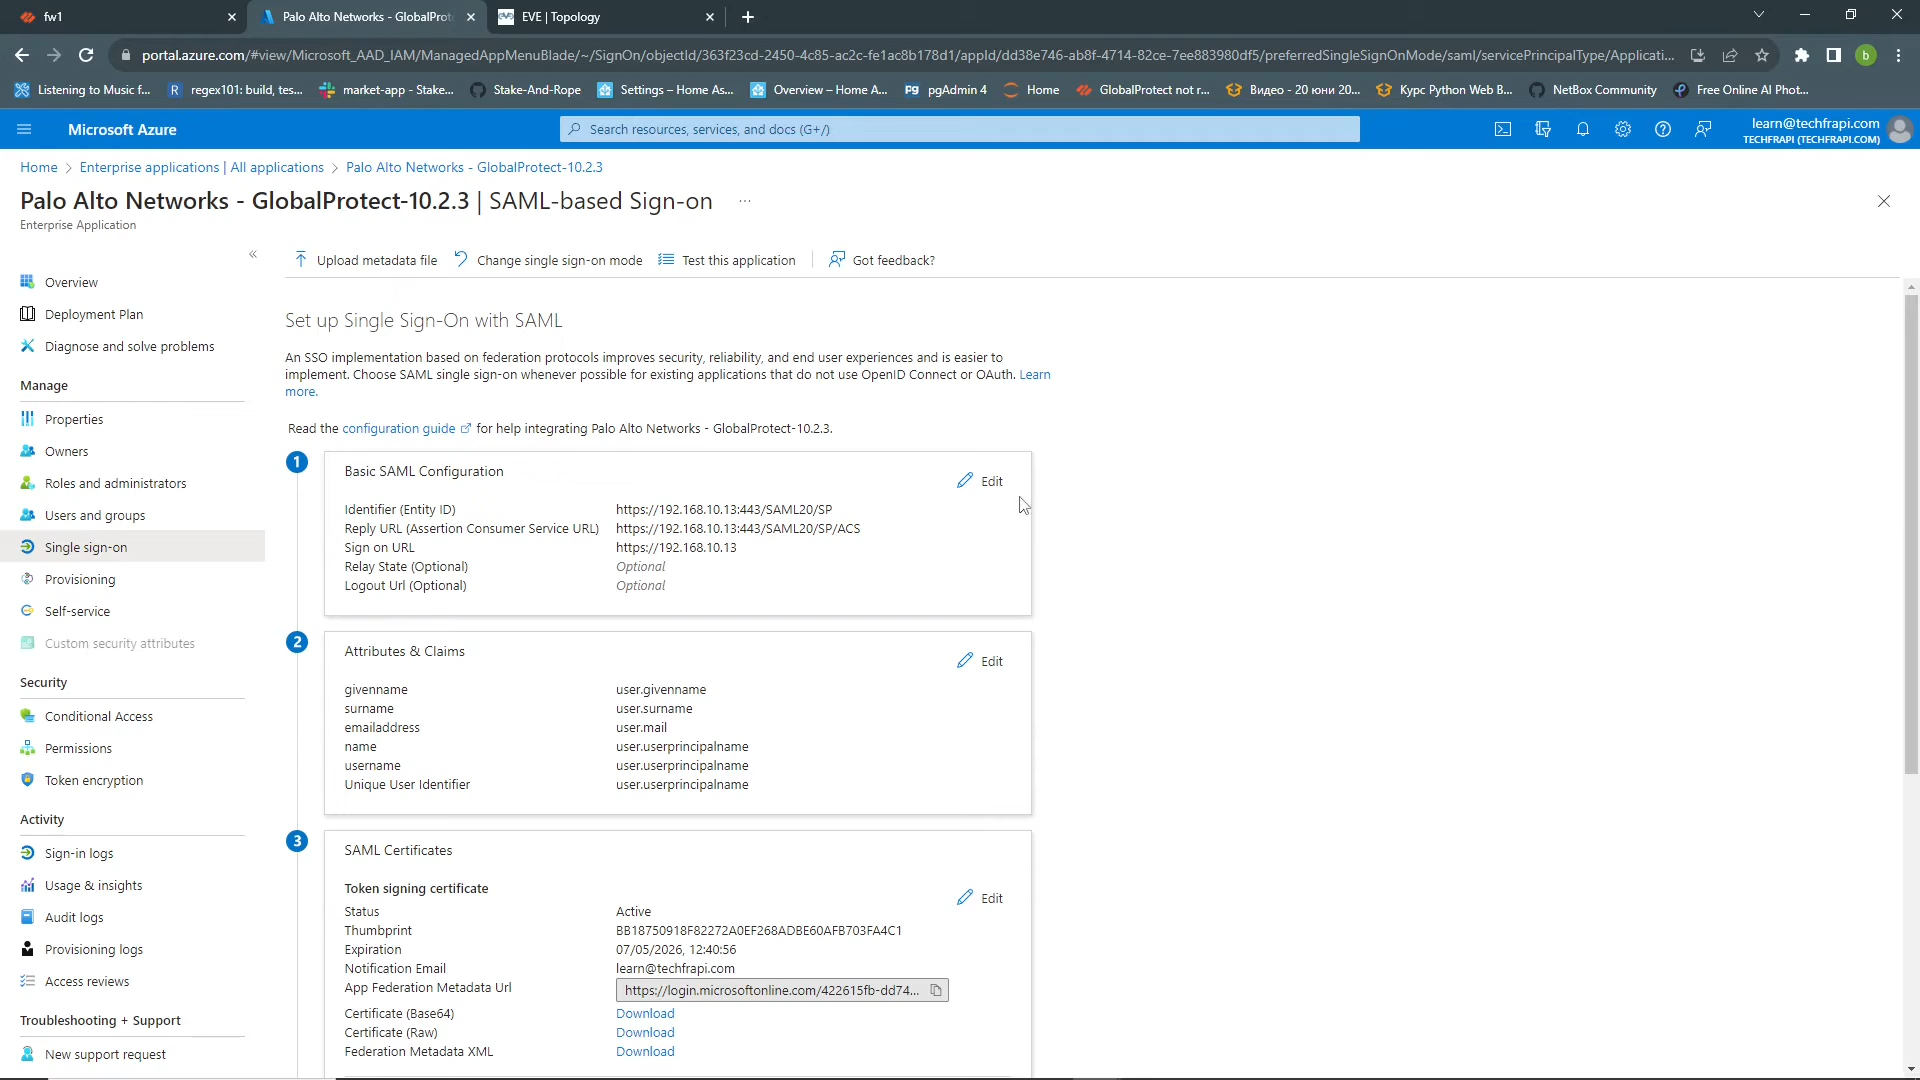 fw1
Palo Alto Networks - GlobalProt
EVE | Topology
portal.azure.com/#view/Microsoft_AAD_IAM/ManagedAppMenuBlade/~/SignOn/objectId/363f23cd-2450-4c85-ac2c-fe1ac8b178d1/appId/dd38e746-ab8f-4714-82ce-7ee883980df5/preferredSingleSignOnMode/saml/servicePrincipalType/Applicati...
b
Listening to Music f...
regex101: build, tes...
market-app - Stake...
Stake-And-Rope
Settings – Home As...
Overview – Home A...
pgAdmin 4
Home
GlobalProtect not r...
Видео - 20 юни 20...
Курс Python Web B...
NetBox Community
Free Online AI Phot...
Microsoft Azure
Search resources, services, and docs (G+/)
learn@techfrapi.com
TECHFRAPI (TECHFRAPI.COM)
Home > Enterprise applications | All applications > Palo Alto Networks - GlobalProtect-10.2.3
Palo Alto Networks - GlobalProtect-10.2.3 | SAML-based Sign-on ...
Enterprise Application
Overview
Deployment Plan
Diagnose and solve problems
Manage
Properties
Owners
Roles and administrators
Users and groups
Single sign-on
Provisioning
Self-service
Custom security attributes
Security
Conditional Access
Permissions
Token encryption
Activity
Sign-in logs
Usage & insights
Audit logs
Provisioning logs
Access reviews
Troubleshooting + Support
New support request
Upload metadata file
Change single sign-on mode
Test this application
Got feedback?
Set up Single Sign-On with SAML
An SSO implementation based on federation protocols improves security, reliability, and end user experiences and is easier to
implement. Choose SAML single sign-on whenever possible for existing applications that do not use OpenID Connect or OAuth. Learn
more.
Read the configuration guide for help integrating Palo Alto Networks - GlobalProtect-10.2.3.
1
Basic SAML Configuration
Edit
Identifier (Entity ID) https://192.168.10.13:443/SAML20/SP
Reply URL (Assertion Consumer Service URL) https://192.168.10.13:443/SAML20/SP/ACS
Sign on URL https://192.168.10.13
Relay State (Optional) Optional
Logout Url (Optional) Optional
2
Attributes & Claims
Edit
givenname user.givenname
surname user.surname
emailaddress user.mail
name user.userprincipalname
username user.userprincipalname
Unique User Identifier user.userprincipalname
3
SAML Certificates
Token signing certificate
Edit
Status Active
Thumbprint BB18750918F82272A0EF268ADBE60AFB703FA4C1
Expiration 07/05/2026, 12:40:56
Notification Email learn@techfrapi.com
App Federation Metadata Url https://login.microsoftonline.com/422615fb-dd74...
Certificate (Base64) Download
Certificate (Raw) Download
Federation Metadata XML Download